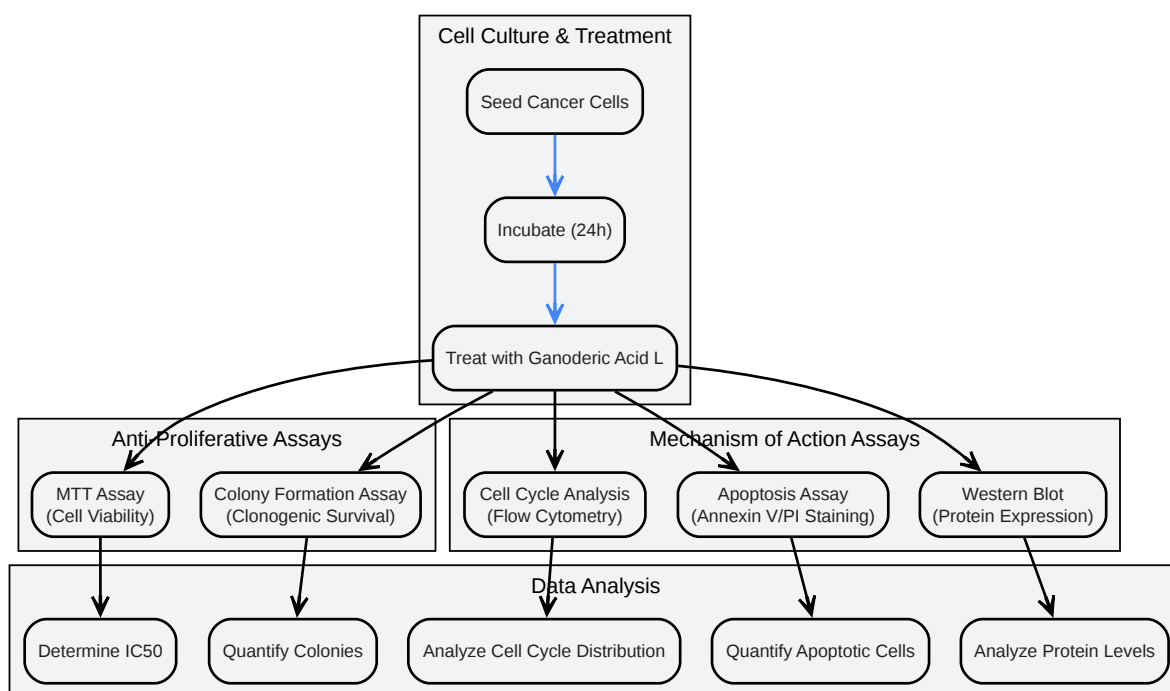 Cell Culture & Treatment
Seed Cancer Cells
Incubate (24h)
Treat with Ganoderic Acid L
Anti-Proliferative Assays
Mechanism of Action Assays
MTT Assay
(Cell Viability)
Colony Formation Assay
(Clonogenic Survival)
Cell Cycle Analysis
(Flow Cytometry)
Apoptosis Assay
(Annexin V/PI Staining)
Western Blot
(Protein Expression)
Data Analysis
Determine IC50
Quantify Colonies
Analyze Cell Cycle Distribution
Quantify Apoptotic Cells
Analyze Protein Levels